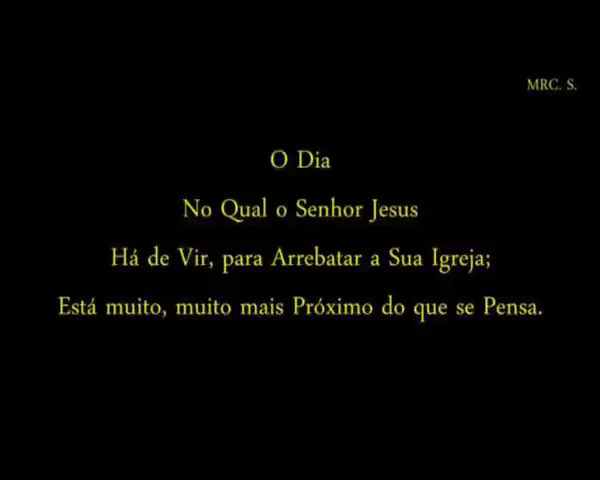 MRC. S.
O Dia
No Qual o Senhor Jesus
Há de Vir, para Arrebatar a Sua Igreja;
Está muito, muito mais Próximo do que se Pensa.